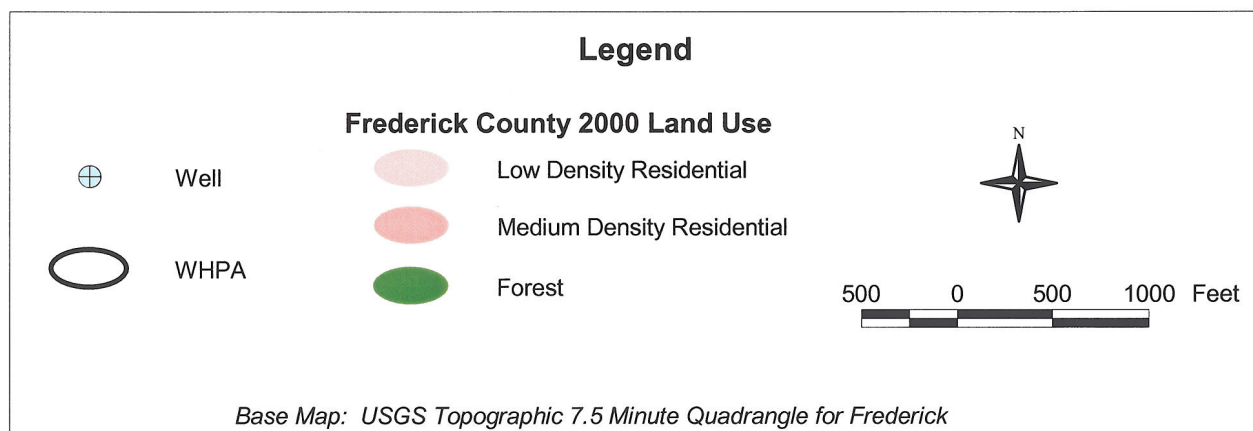 Legend
Frederick County 2000 Land Use
Well
WHPA
Low Density Residential
Medium Density Residential
Forest
N
500 0 500 1000 Feet
Base Map: USGS Topographic 7.5 Minute Quadrangle for Frederick